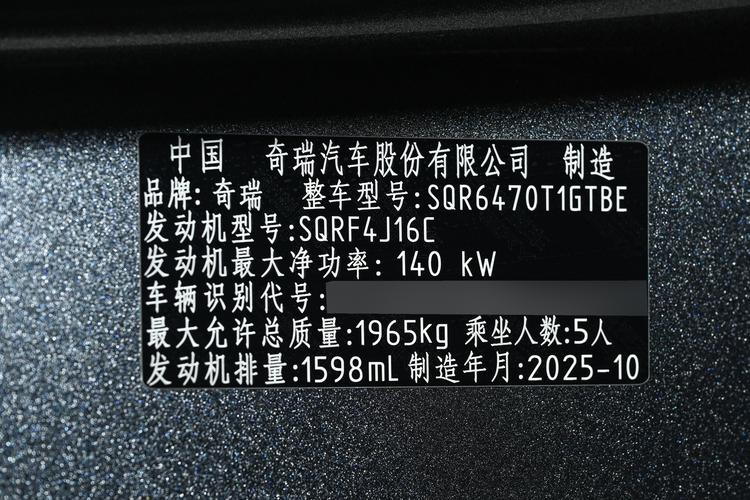 中国 奇瑞汽车股份有限公司 制造
品牌:奇瑞 整车型号:SQR6470T1GTBE
发动机型号:SQRF4J16C
发动机最大净功率: 140 kW
车辆识别代号:
最大允许总质量:1965kg 乘坐人数:5人
发动机排量:1598mL 制造年月:2025-10